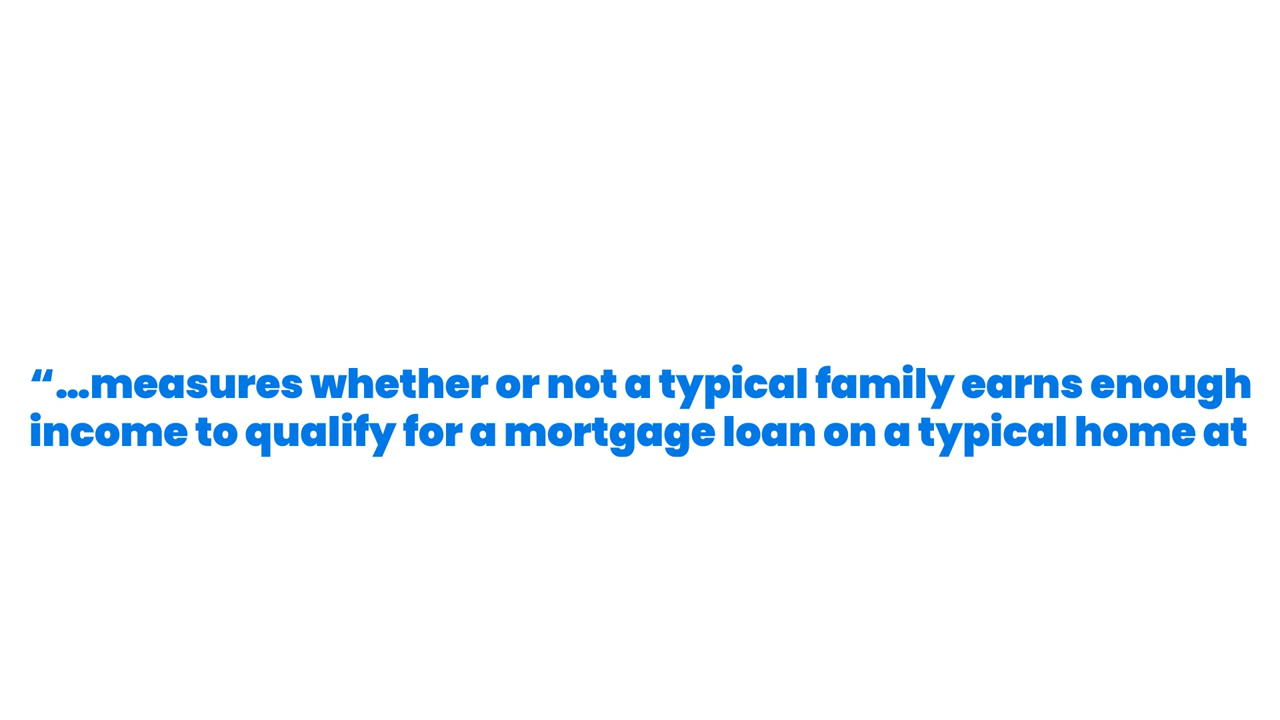 “...measures whether or not a typical family earns enough
income to qualify for a mortgage loan on a typical home at